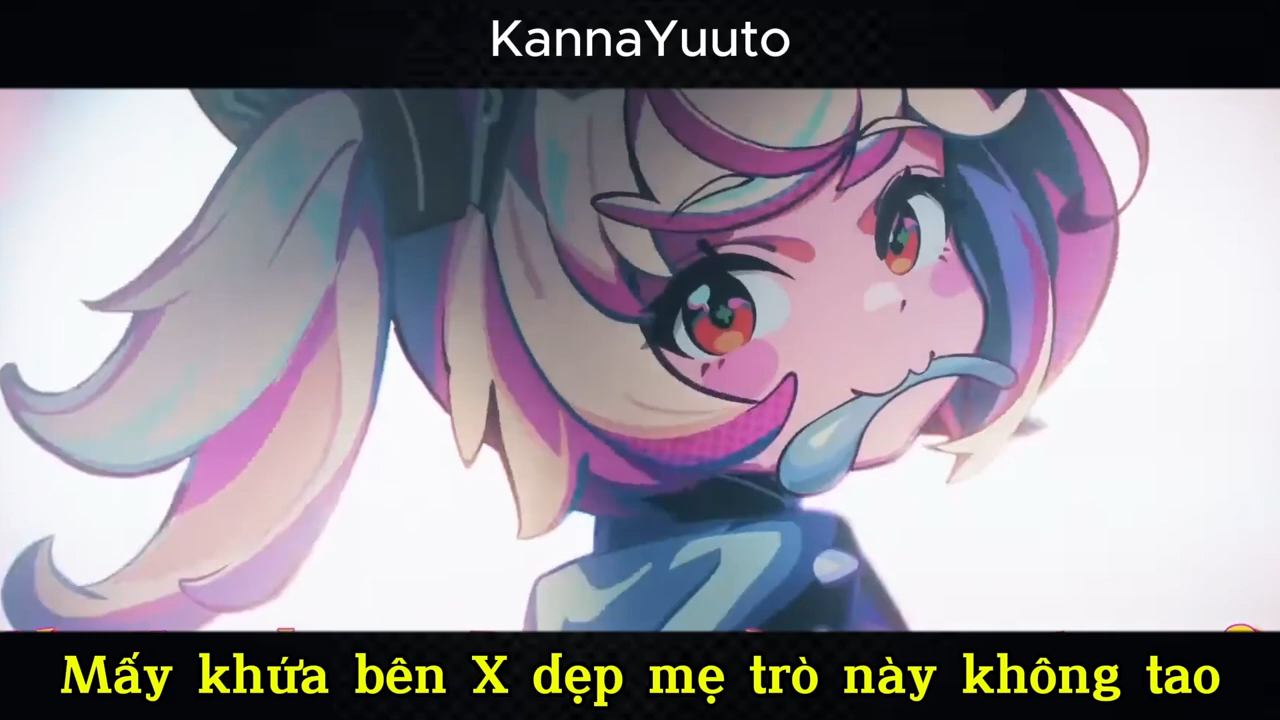 KannaYuuto
Mấy khứa bên X dẹp mẹ trò này không tao